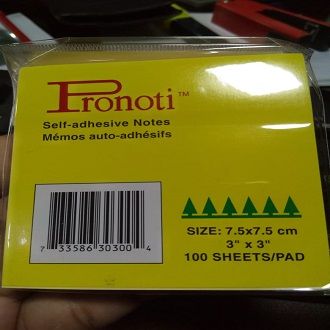 Pronoti™
Self-adhesive Notes
Mémos auto-adhésifs
SIZE: 7.5x7.5 cm
3" x 3"
100 SHEETS/PAD
7 33586 30300 4